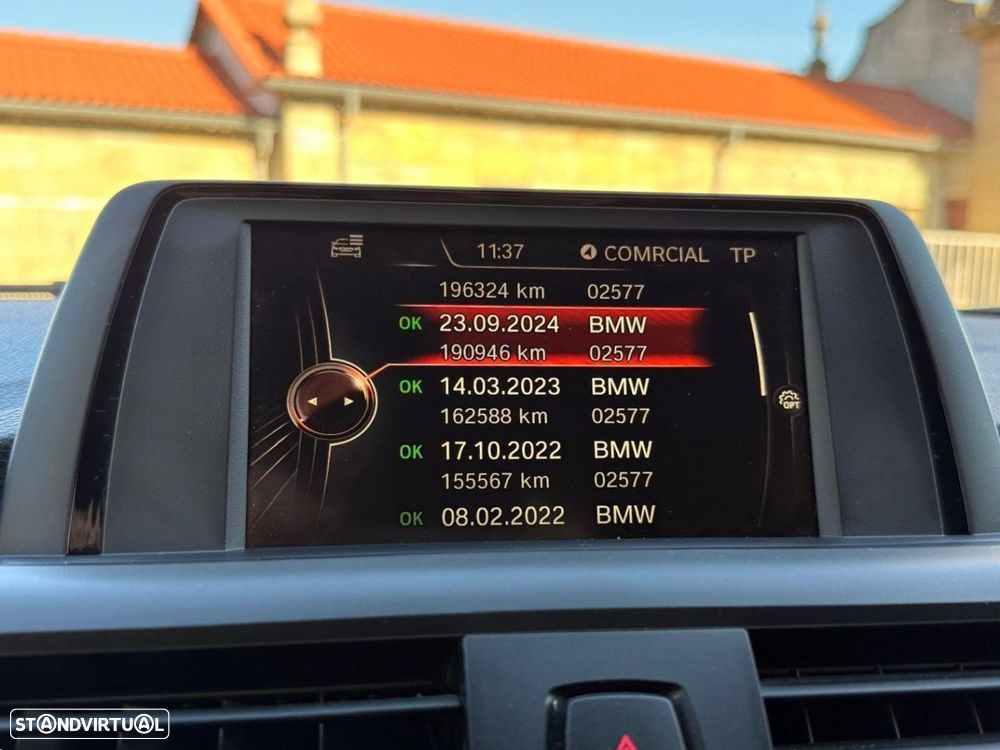 11:37 COMRCIAL TP
196324 km 02577
OK 23.09.2024 BMW
190946 km 02577
OK 14.03.2023 BMW
162588 km 02577
OK 17.10.2022 BMW
155567 km 02577
OK 08.02.2022 BMW
OPT
STANDVIRTUAL